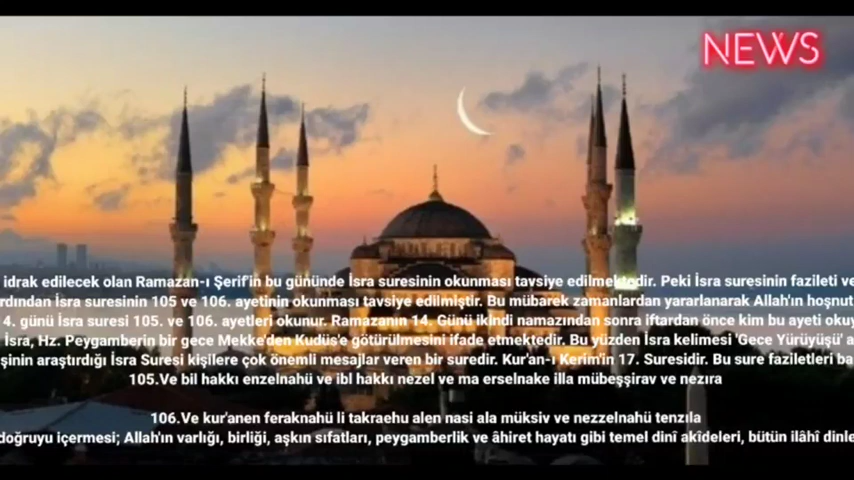 NEWS
idrak edilecek olan Ramazan-ı Şerif'in bu gününde İsra suresinin okunması tavsiye edilmektedir. Peki İsra suresinin fazileti ve
rdından İsra suresinin 105 ve 106. ayetinin okunması tavsiye edilmiştir. Bu mübarek zamanlardan yararlanarak Allah'ın hoşnut
4. günü İsra suresi 105. ve 106. ayetleri okunur. Ramazanın 14. Günü ikindi namazından sonra iftardan önce kim bu ayeti okuy
İsra, Hz. Peygamberin bir gece Mekke'den Kudüs'e götürülmesini ifade etmektedir. Bu yüzden İsra kelimesi 'Gece Yürüyüşü' a
şinin araştırdığı İsra Suresi kişilere çok önemli mesajlar veren bir suredir. Kur'an-ı Kerim'in 17. Suresidir. Bu sure faziletleri ba
105.Ve bil hakkı enzelnahü ve ibl hakkı nezel ve ma erselnake illa mübeşşirav ve nezıra
106.Ve kur'anen feraknahü li takraehu alen nasi ala müksiv ve nezzelnahü tenzıla
doğruyu içermesi; Allah'ın varlığı, birliği, aşkın sıfatları, peygamberlik ve âhiret hayatı gibi temel dinî akîdeleri, bütün ilâhî dinle